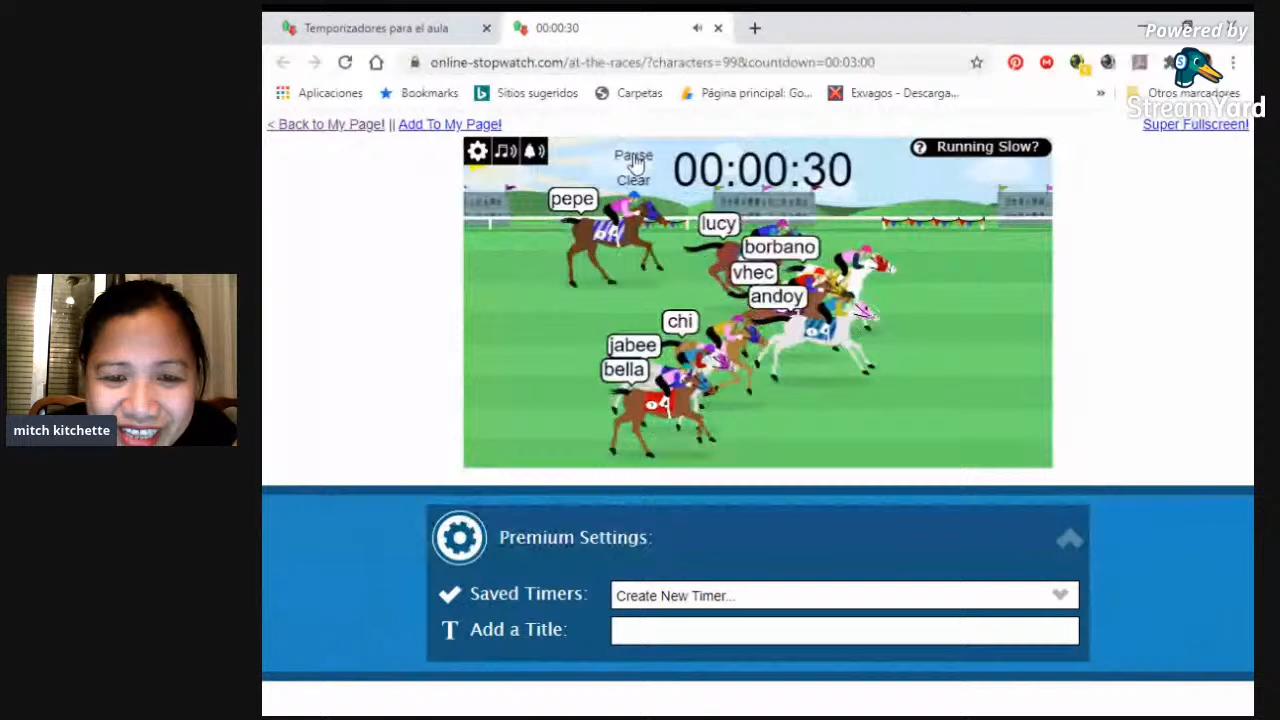 Temporizadores para el aula
00:00:30
Powered by
online-stopwatch.com/at-the-races/?characters=99&countdown=00:03:00
StreamYard
Aplicaciones
Bookmarks
Sitios sugeridos
Carpetas
Página principal: Go...
Exvagos - Descarga...
»
Otros marcadores
< Back to My Page! || Add To My Page!
Super Fullscreen!
Pause
Clear
00:00:30
Running Slow?
pepe
lucy
borbano
vhec
andoy
chi
jabee
bella
mitch kitchette
Premium Settings:
Saved Timers:
Create New Timer...
Add a Title: